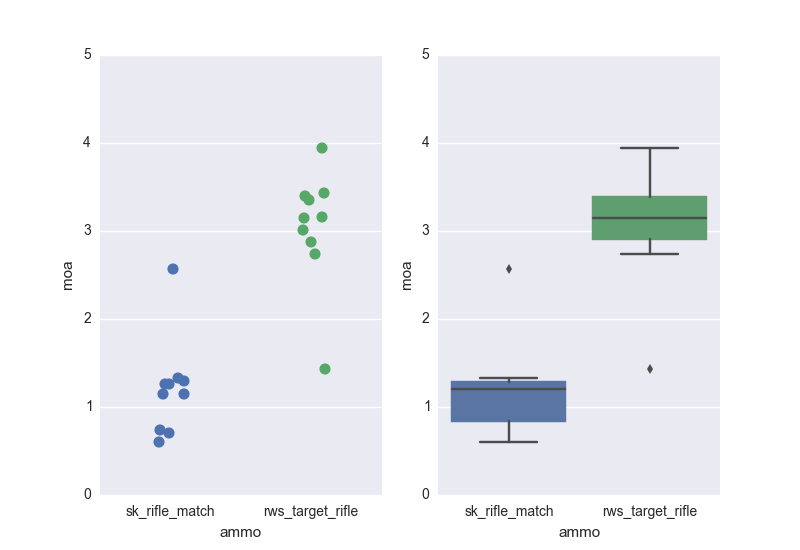 5
4
3
2
1
0
moa
sk_rifle_match rws_target_rifle
ammo
5
4
3
2
1
0
moa
sk_rifle_match rws_target_rifle
ammo